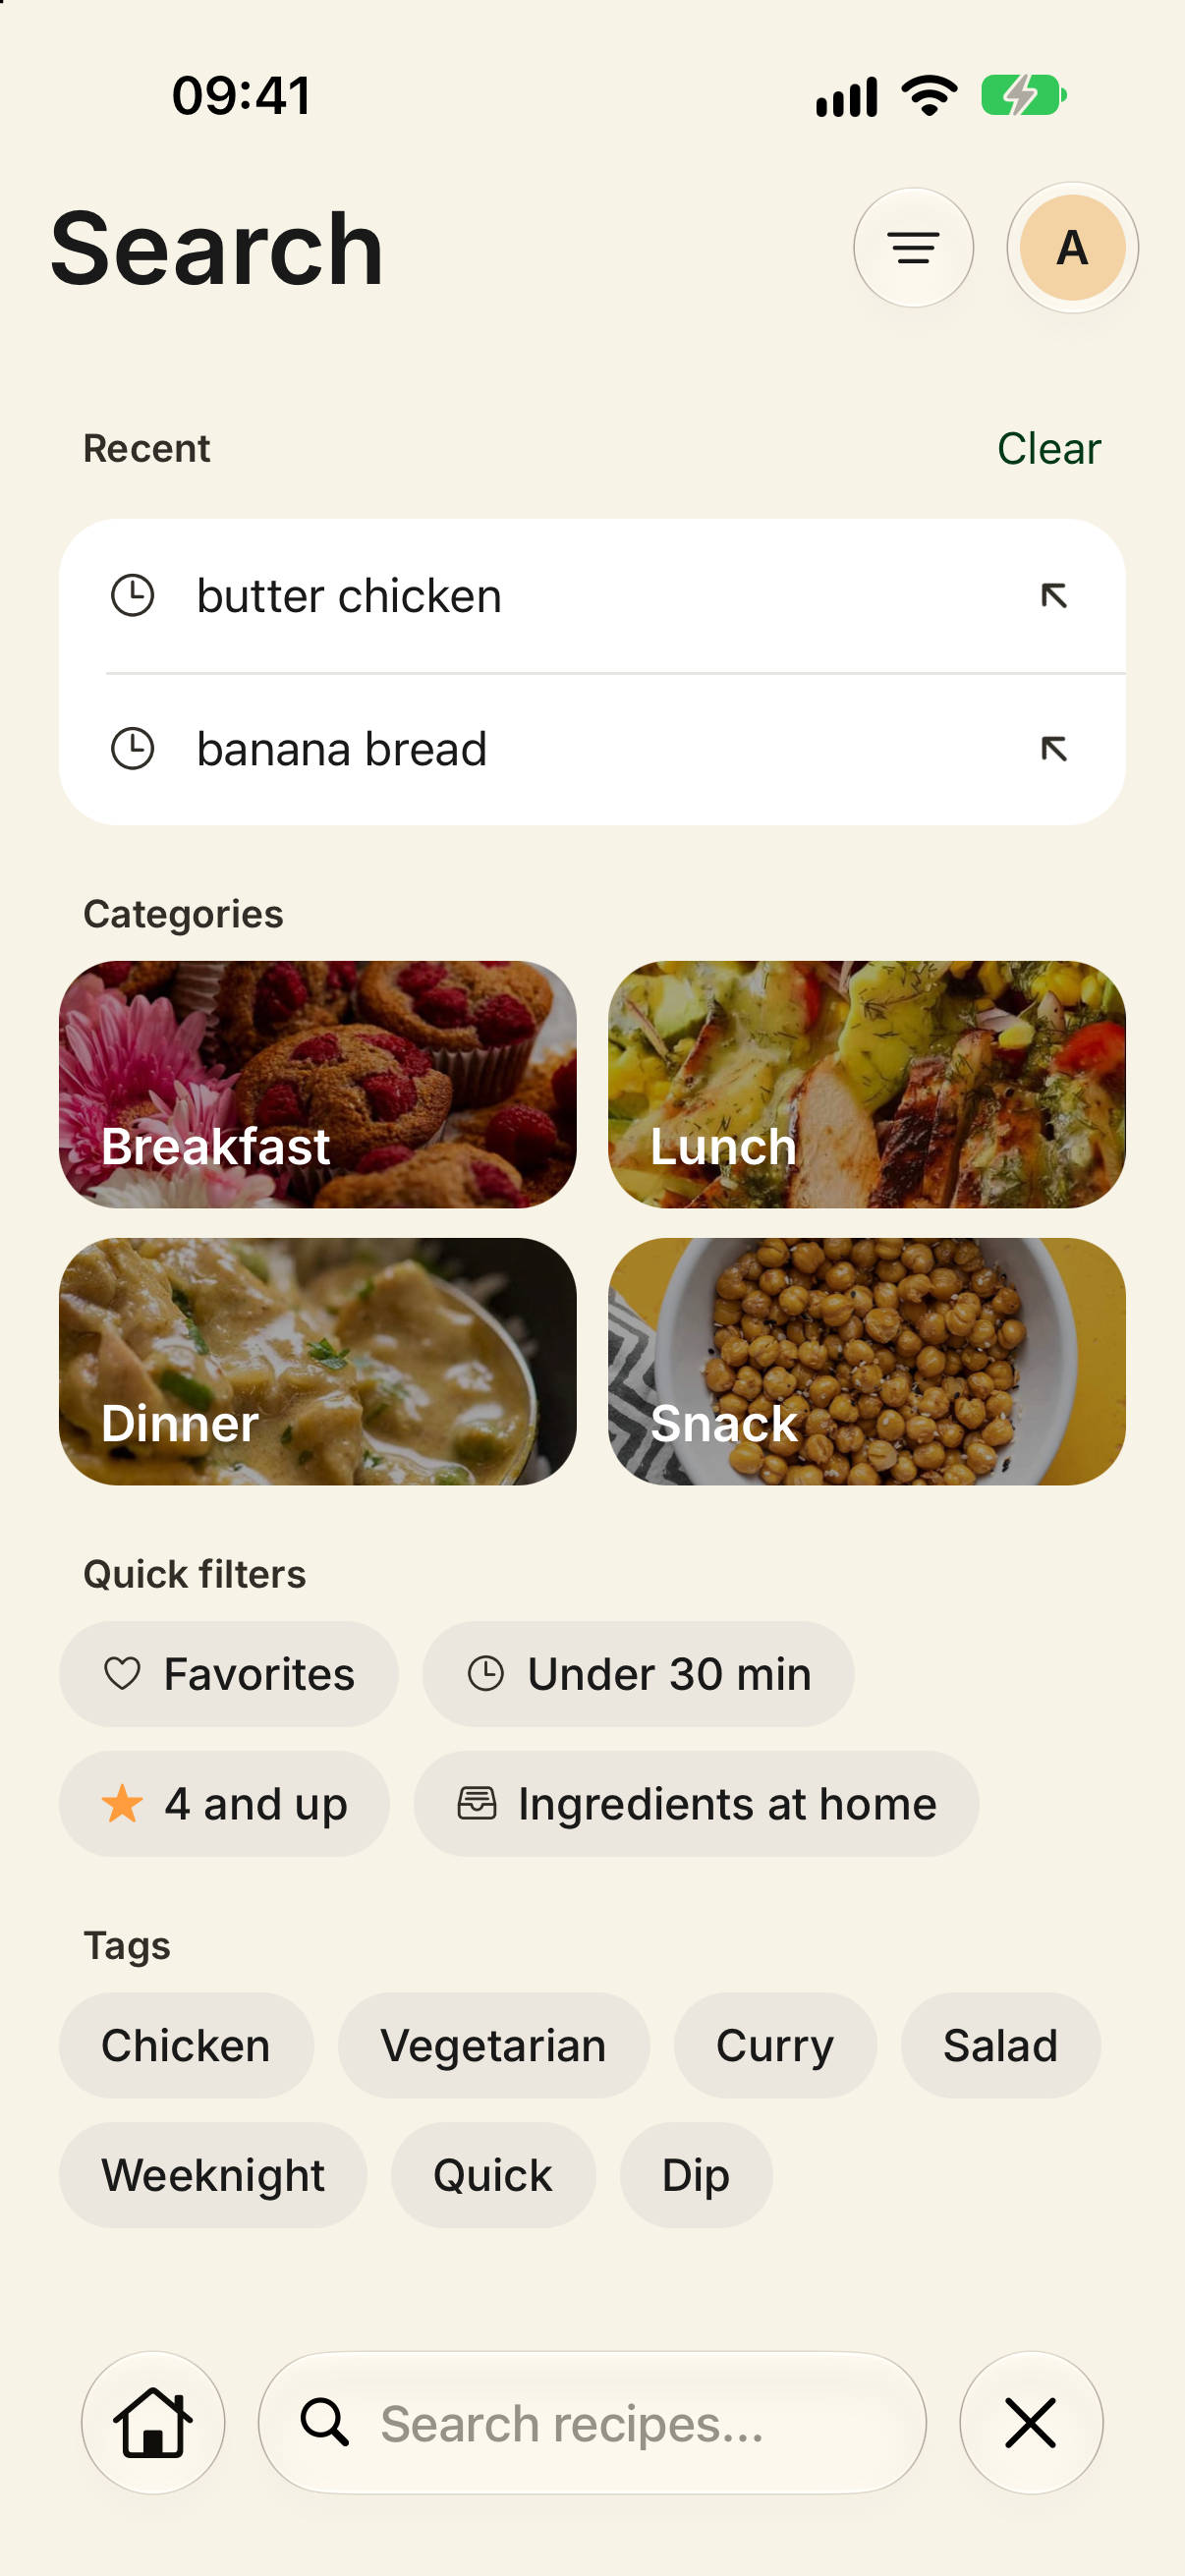 09:41
Search
A
Recent
Clear
butter chicken
banana bread
Categories
Breakfast
Lunch
Dinner
Snack
Quick filters
Favorites
Under 30 min
4 and up
Ingredients at home
Tags
Chicken
Vegetarian
Curry
Salad
Weeknight
Quick
Dip
Search recipes...